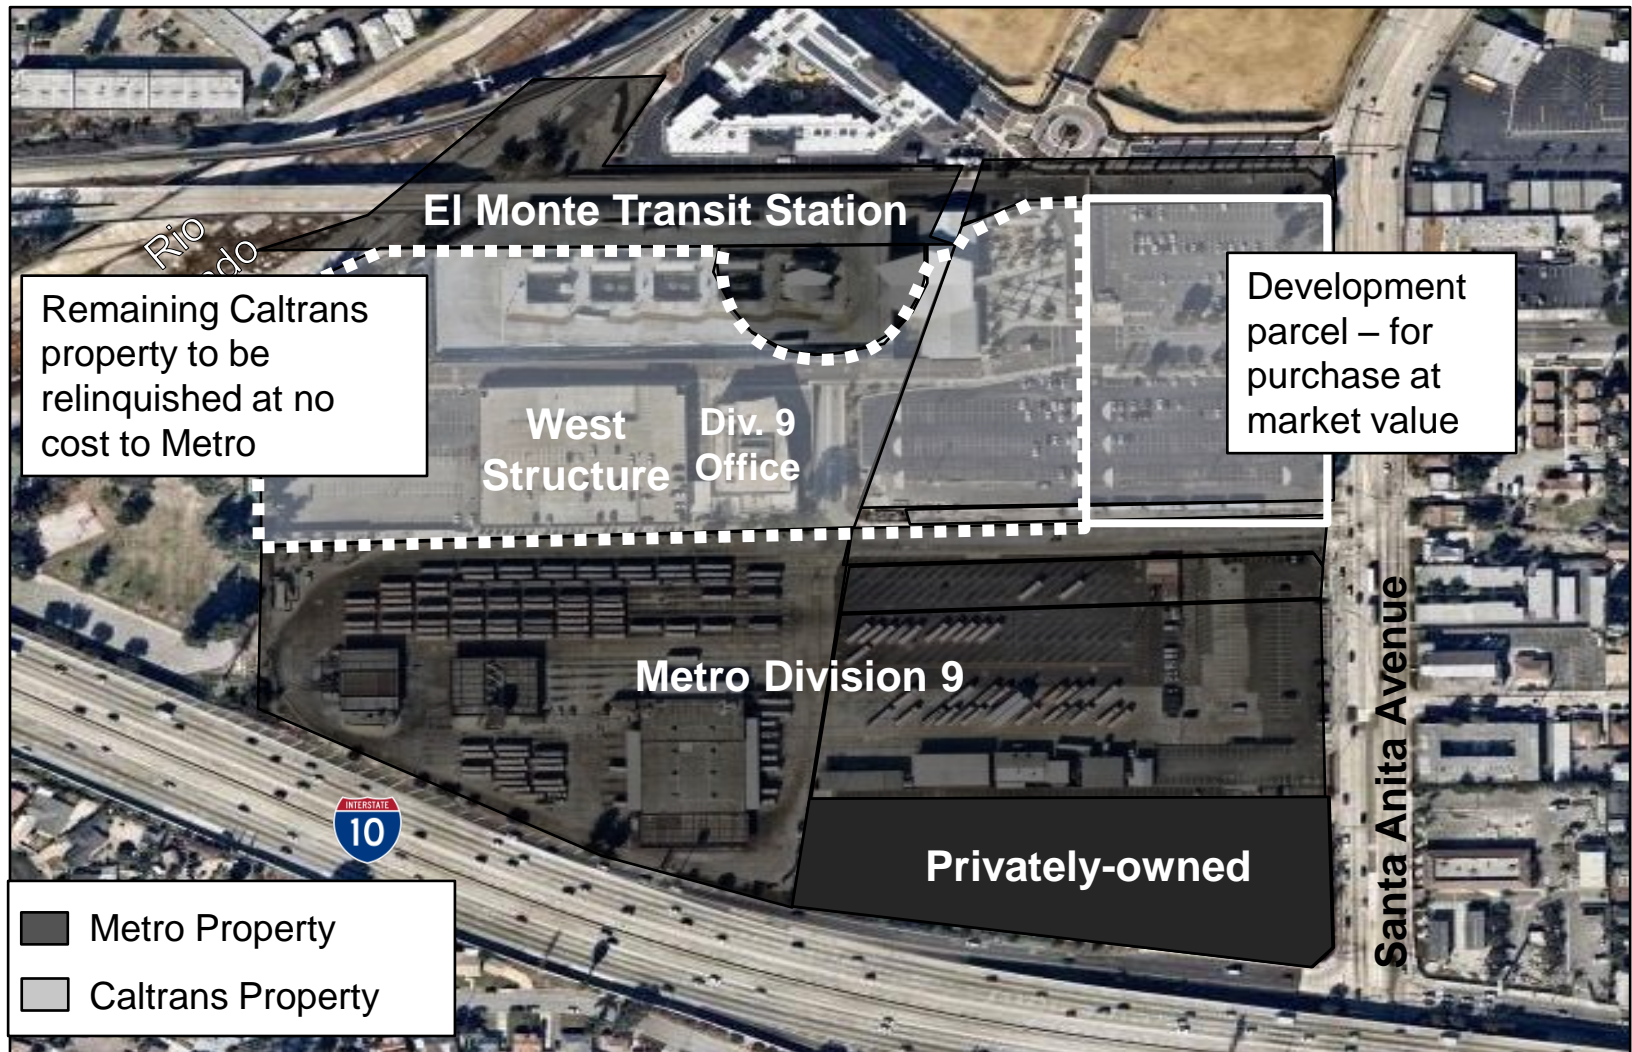 El Monte Transit Station
Rio
do
Remaining Caltrans
property to be
relinquished at no
cost to Metro
Development
parcel – for
purchase at
market value
West
Structure
Div. 9
Office
Metro Division 9
Santa Anita Avenue
INTERSTATE
10
Privately-owned
Metro Property
Caltrans Property